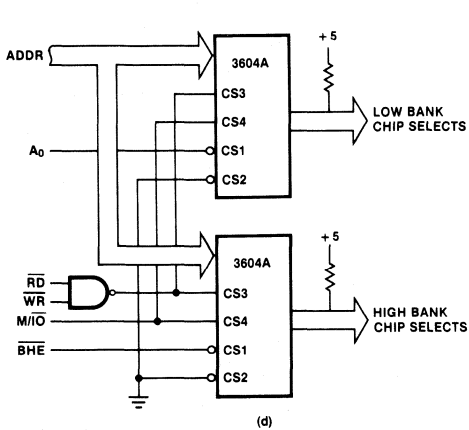 + 5
ADDR
3604A
CS3
LOW BANK
CHIP SELECTS
CS4
A0
CS1
CS2
+ 5
3604A
RD
CS3
HIGH BANK
CHIP SELECTS
WR
M/IO
CS4
BHE
CS1
CS2
(d)